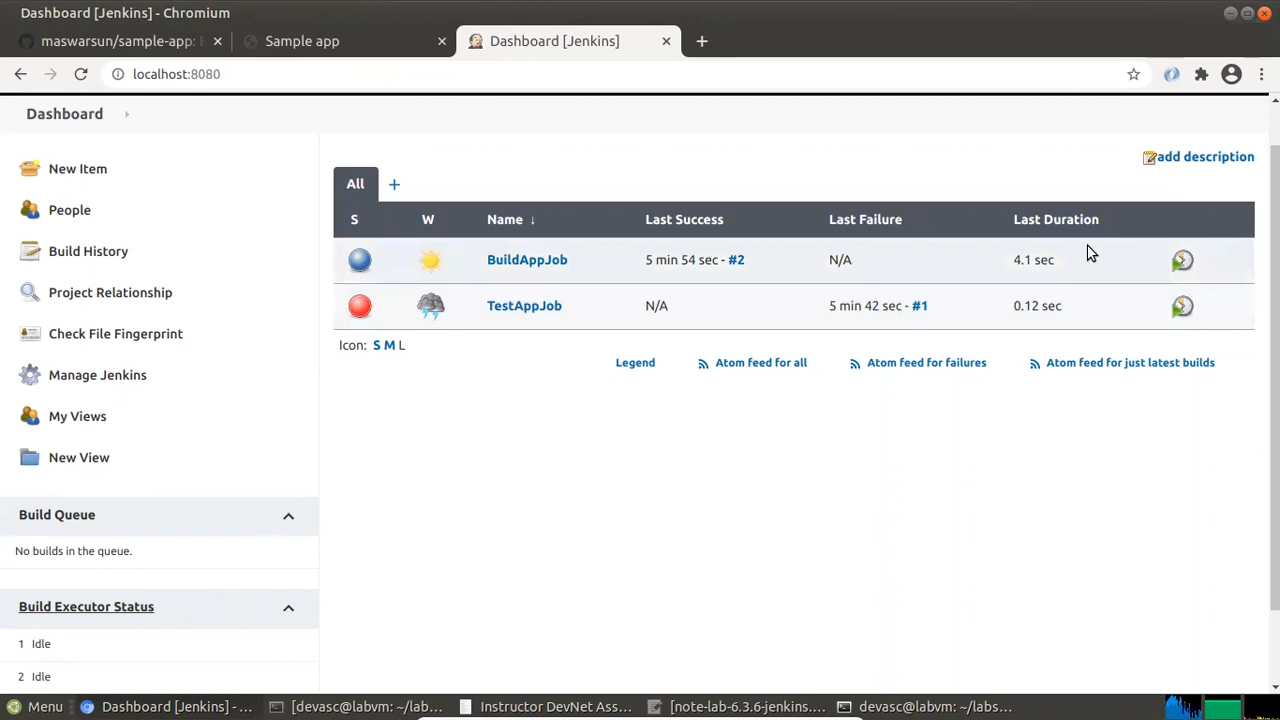 Dashboard [Jenkins] - Chromium
maswarsun/sample-app:
Sample app
Dashboard [Jenkins]
localhost:8080
Dashboard
New Item
People
Build History
Project Relationship
Check File Fingerprint
Manage Jenkins
My Views
New View
Build Queue
No builds in the queue.
Build Executor Status
1 Idle
2 Idle
add description
All +
S W Name ↓ Last Success Last Failure Last Duration
BuildAppJob 5 min 54 sec - #2 N/A 4.1 sec
TestAppJob N/A 5 min 42 sec - #1 0.12 sec
Icon: S M L
Legend Atom feed for all Atom feed for failures Atom feed for just latest builds
Menu Dashboard [Jenkins] - ... [devasc@labvm: ~/lab... Instructor DevNet Ass... [note-lab-6.3.6-jenkins.... devasc@labvm: ~/labs...